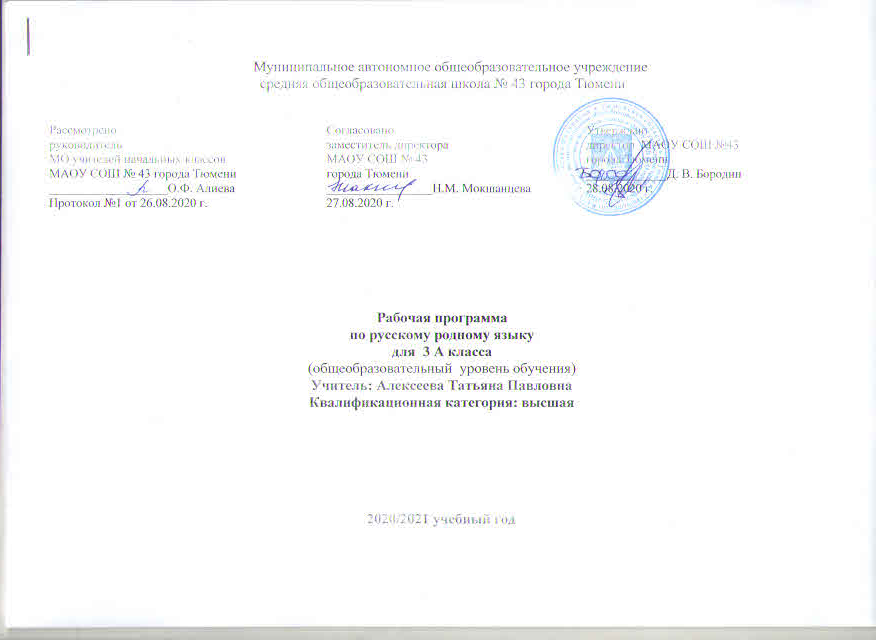 Муниципальное автономное общеобразовательное учреждение
средняя общеобразовательная школа № 43 города Тюмени
Рассмотрено
руководитель
МО учителей начальных классов
МАОУ СОШ № 43 города Тюмени
О.Ф. Алиева
Протокол №1 от 26.08.2020 г.
Согласовано
заместитель директора
МАОУ СОШ № 43
города Тюмени
Н.М. Мокшанцева
27.08.2020 г.
Утверждаю
директор МАОУ СОШ №43
города Тюмени
Д. В. Бородин
28.08.2020 г.
Рабочая программа
по русскому родному языку
для 3 А класса
(общеобразовательный уровень обучения)
Учитель: Алексеева Татьяна Павловна
Квалификационная категория: высшая
2020/2021 учебный год